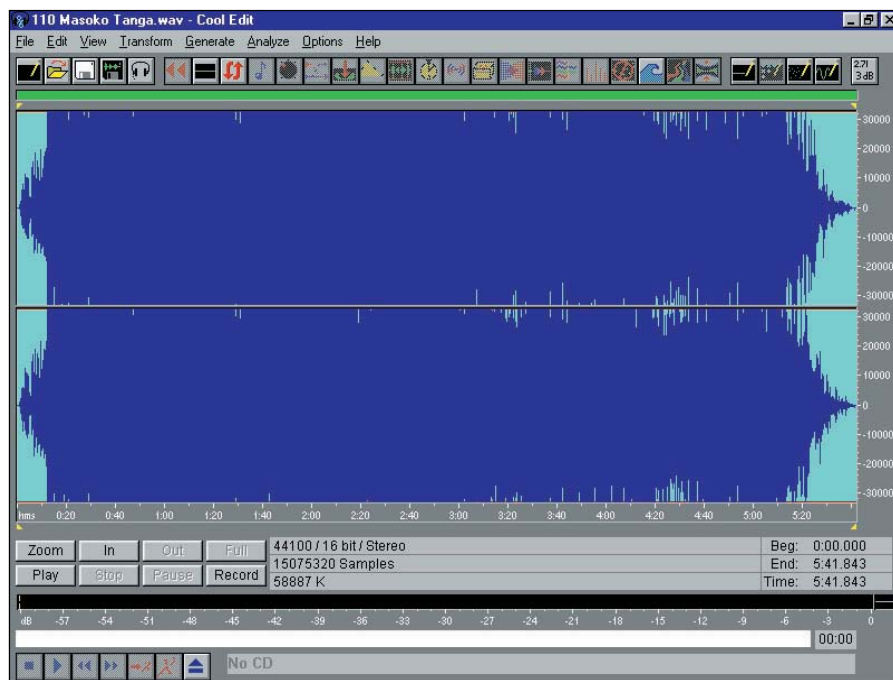 110 Masoko Tanga.wav - Cool Edit
File Edit View Transform Generate Analyze Options Help
2.71
3 dB
30000
20000
10000
0
-10000
-20000
-30000
30000
20000
10000
0
-10000
-20000
-30000
hms 0:20 0:40 1:00 1:20 1:40 2:00 2:20 2:40 3:00 3:20 3:40 4:00 4:20 4:40 5:00 5:20
Zoom In Out Full
Play Stop Pause Record
44100 / 16 bit / Stereo
15075320 Samples
58887 K
Beg: 0:00.000
End: 5:41.843
Time: 5:41.843
dB -57 -54 -51 -48 -45 -42 -39 -36 -33 -30 -27 -24 -21 -18 -15 -12 -9 -6 -3 0
00:00
No CD